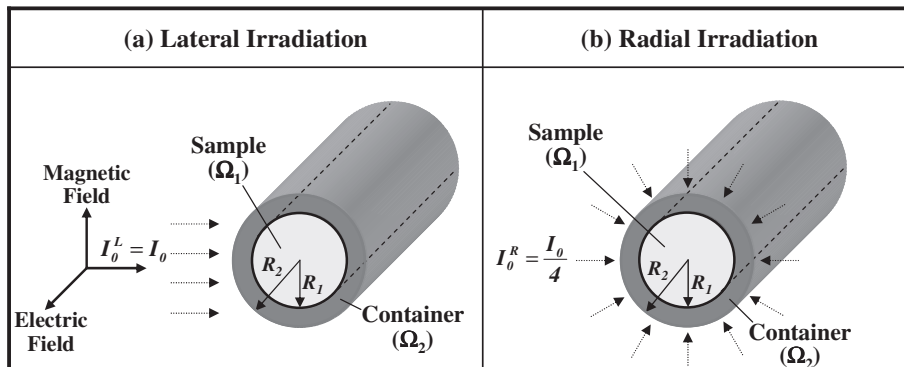 (a) Lateral Irradiation
(b) Radial Irradiation
Sample
(Ω₁)
Magnetic
Field
I₀ᴸ = I₀
R₂
R₁
Electric
Field
Container
(Ω₂)
Sample
(Ω₁)
I₀ᴿ = I₀/4
R₂
R₁
Container
(Ω₂)